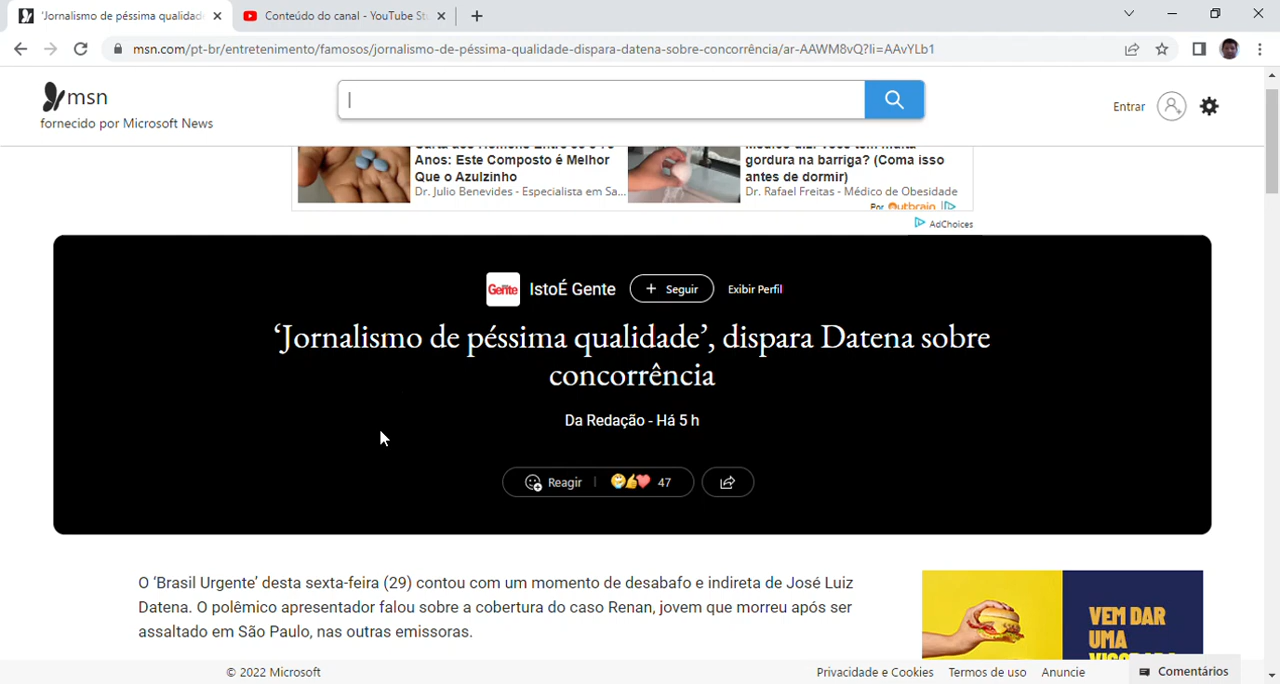 'Jornalismo de péssima qualidade
Conteúdo do canal - YouTube St
msn.com/pt-br/entretenimento/famosos/jornalismo-de-péssima-qualidade-dispara-datena-sobre-concorrência/ar-AAWM8vQ?li=AAvYLb1
msn
fornecido por Microsoft News
Entrar
Anos: Este Composto é Melhor
Que o Azulzinho
Dr. Julio Benevides - Especialista em Sa...
gordura na barriga? (Coma isso
antes de dormir)
Dr. Rafael Freitas - Médico de Obesidade
Por Outbrain
AdChoices
Gente
IstoÉ Gente
+ Seguir
Exibir Perfil
‘Jornalismo de péssima qualidade’, dispara Datena sobre
concorrência
Da Redação - Há 5 h
Reagir
47
O ‘Brasil Urgente’ desta sexta-feira (29) contou com um momento de desabafo e indireta de José Luiz
Datena. O polêmico apresentador falou sobre a cobertura do caso Renan, jovem que morreu após ser
assaltado em São Paulo, nas outras emissoras.
VEM DAR
UMA
© 2022 Microsoft
Privacidade e Cookies
Termos de uso
Anuncie
Comentários